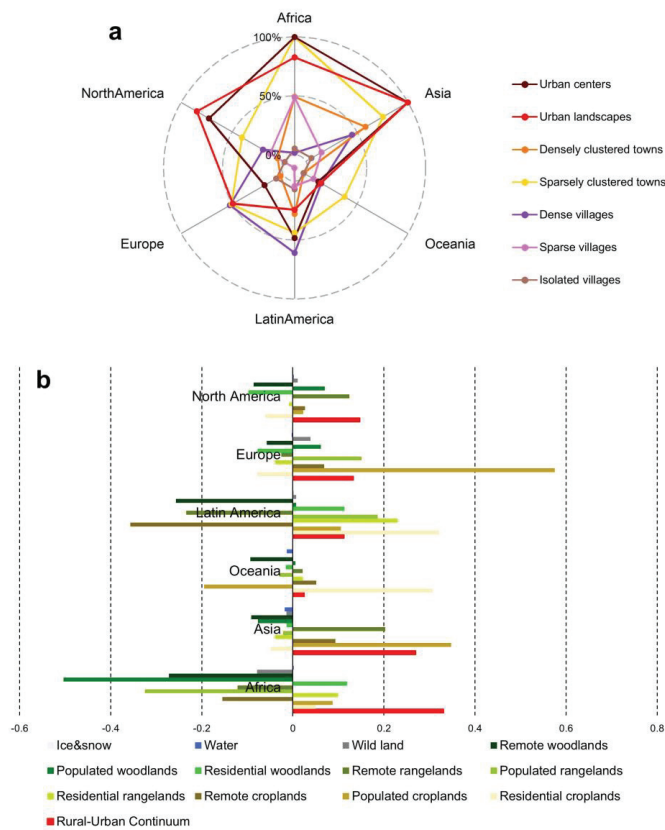 a
Africa
100%
50%
0%
NorthAmerica
Asia
Europe
Oceania
LatinAmerica
Urban centers
Urban landscapes
Densely clustered towns
Sparsely clustered towns
Dense villages
Sparse villages
Isolated villages
b
North America
Europe
Latin America
Oceania
Asia
Africa
-0.6 -0.4 -0.2 0 0.2 0.4 0.6 0.8
Ice&snow Water Wild land Remote woodlands
Populated woodlands Residential woodlands Remote rangelands Populated rangelands
Residential rangelands Remote croplands Populated croplands Residential croplands
Rural-Urban Continuum